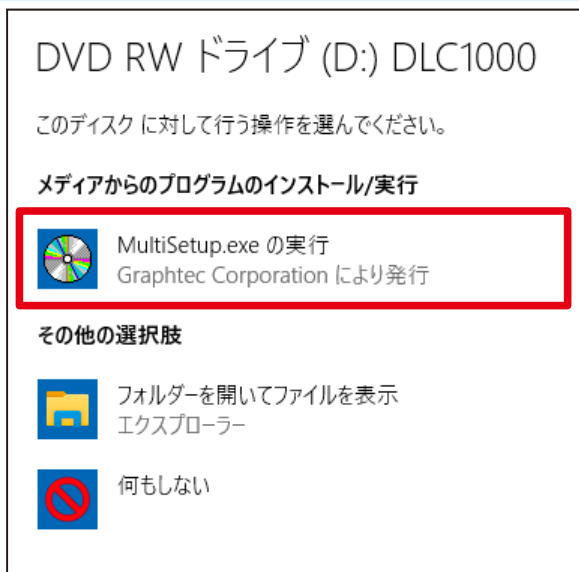 DVD RW ドライブ (D:) DLC1000
このディスク に対して行う操作を選んでください。
メディアからのプログラムのインストール/実行
MultiSetup.exe の実行
Graphtec Corporation により発行
その他の選択肢
フォルダーを開いてファイルを表示
エクスプローラー
何もしない